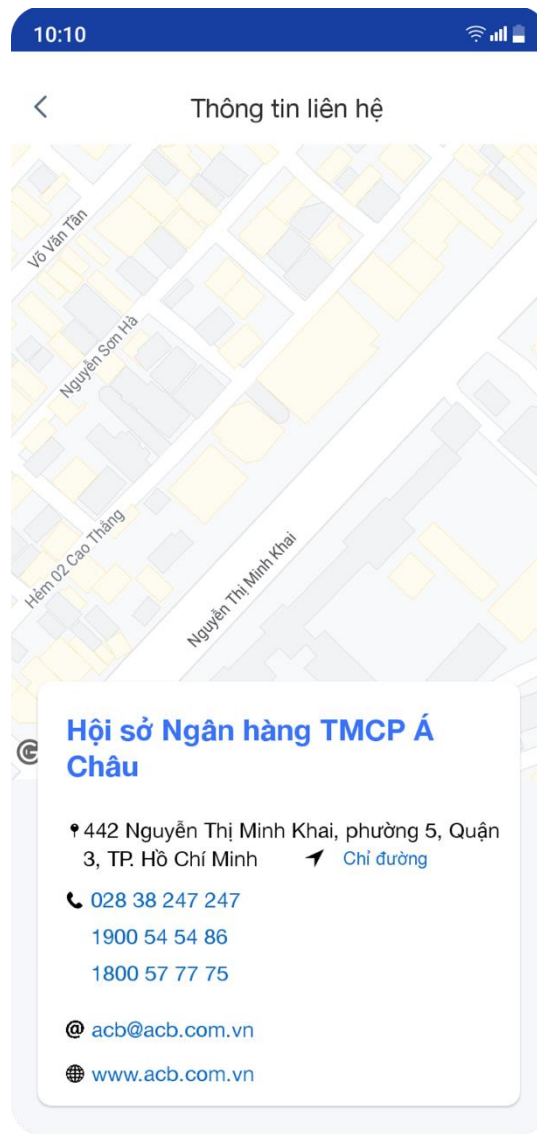 10:10
Thông tin liên hệ
Võ Văn Tần
Nguyễn Sơn Hà
Hẻm 02 Cao Thắng
Nguyễn Thị Minh Khai
Hội sở Ngân hàng TMCP Á
Châu
442 Nguyễn Thị Minh Khai, phường 5, Quận
3, TP. Hồ Chí Minh Chỉ đường
028 38 247 247
1900 54 54 86
1800 57 77 75
@ acb@acb.com.vn
www.acb.com.vn